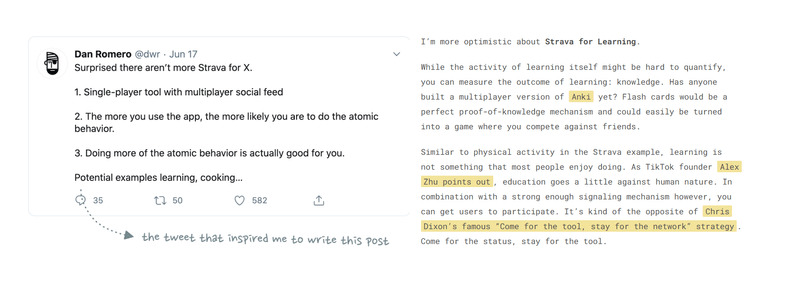 Dan Romero @dwr · Jun 17
Surprised there aren't more Strava for X.
1. Single-player tool with multiplayer social feed
2. The more you use the app, the more likely you are to do the atomic
behavior.
3. Doing more of the atomic behavior is actually good for you.
Potential examples learning, cooking...
35 50 582
the tweet that inspired me to write this post
I'm more optimistic about Strava for Learning.
While the activity of learning itself might be hard to quantify,
you can measure the outcome of learning: knowledge. Has anyone
built a multiplayer version of Anki yet? Flash cards would be a
perfect proof-of-knowledge mechanism and could easily be turned
into a game where you compete against friends.
Similar to physical activity in the Strava example, learning is
not something that most people enjoy doing. As TikTok founder Alex
Zhu points out, education goes a little against human nature. In
combination with a strong enough signaling mechanism however, you
can get users to participate. It's kind of the opposite of Chris
Dixon's famous "Come for the tool, stay for the network" strategy.
Come for the status, stay for the tool.